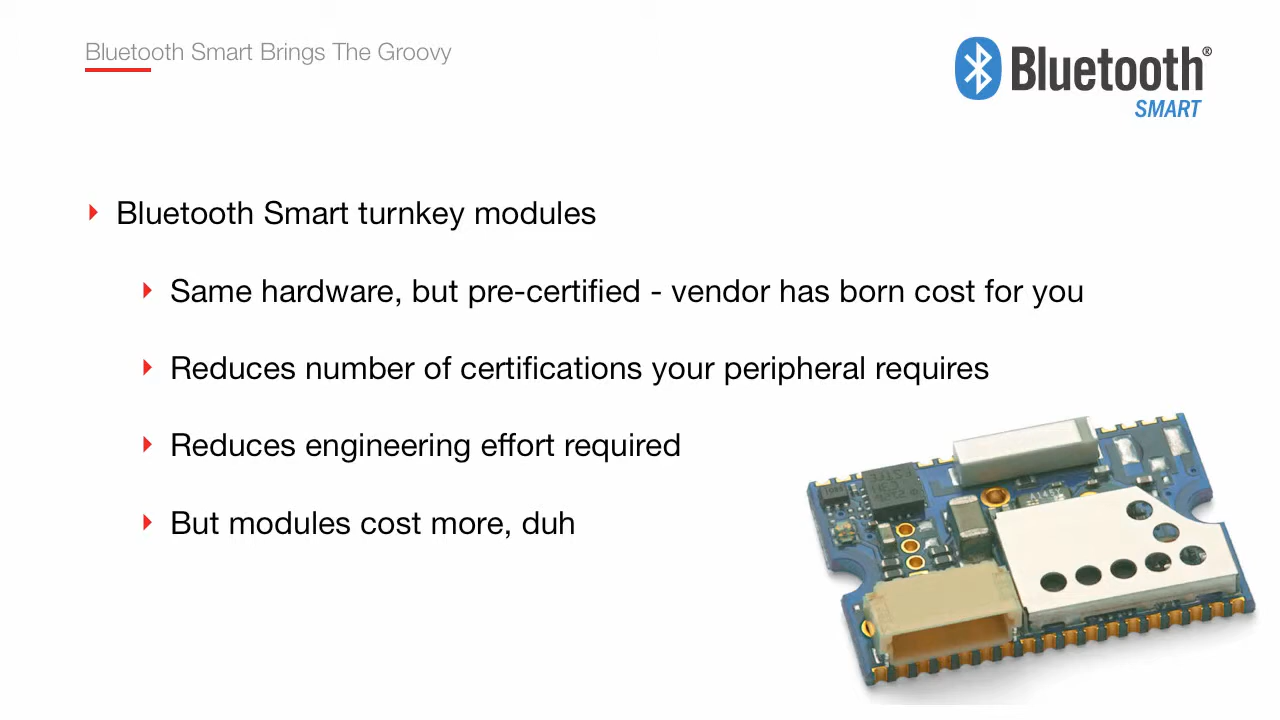 Bluetooth Smart Brings The Groovy
Bluetooth®
SMART
Bluetooth Smart turnkey modules
Same hardware, but pre-certified - vendor has born cost for you
Reduces number of certifications your peripheral requires
Reduces engineering effort required
But modules cost more, duh